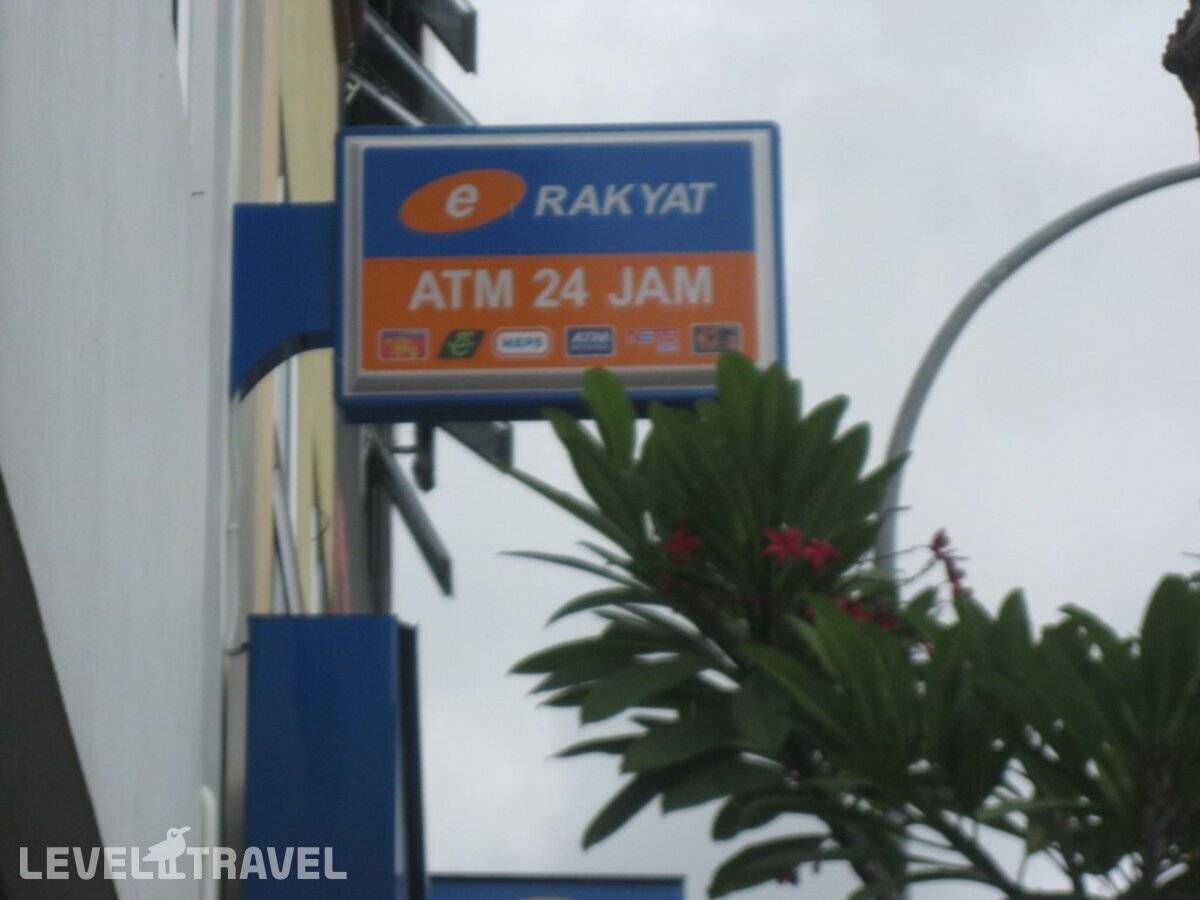 e RAKYAT
ATM 24 JAM
MEPS
LEVEL TRAVEL